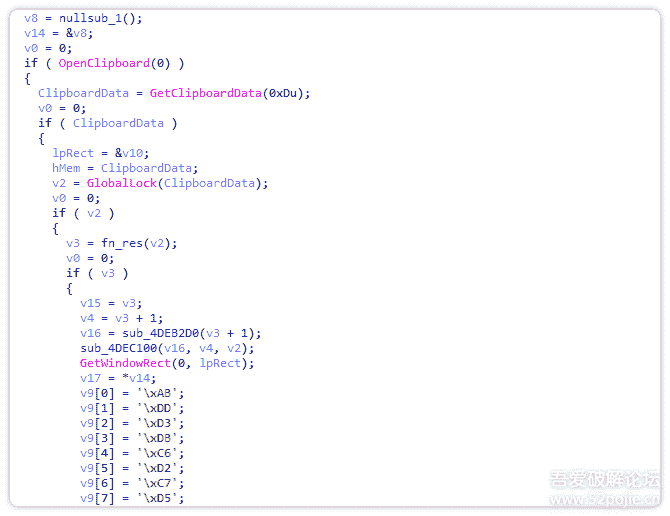 v8 = nullsub_1();
v14 = &v8;
v0 = 0;
if ( OpenClipboard(0) )
{
ClipboardData = GetClipboardData(0xDu);
v0 = 0;
if ( ClipboardData )
{
lpRect = &v10;
hMem = ClipboardData;
v2 = GlobalLock(ClipboardData);
v0 = 0;
if ( v2 )
{
v3 = fn_res(v2);
v0 = 0;
if ( v3 )
{
v15 = v3;
v4 = v3 + 1;
v16 = sub_4DEB2D0(v3 + 1);
sub_4DEC100(v16, v4, v2);
GetWindowRect(0, lpRect);
v17 = *v14;
v9[0] = '\xAB';
v9[1] = '\xDD';
v9[2] = '\xD3';
v9[3] = '\xDB';
v9[4] = '\xC6';
v9[5] = '\xD2';
v9[6] = '\xC7';
v9[7] = '\xD5';
吾爱破解论坛
www.52pojie.cn